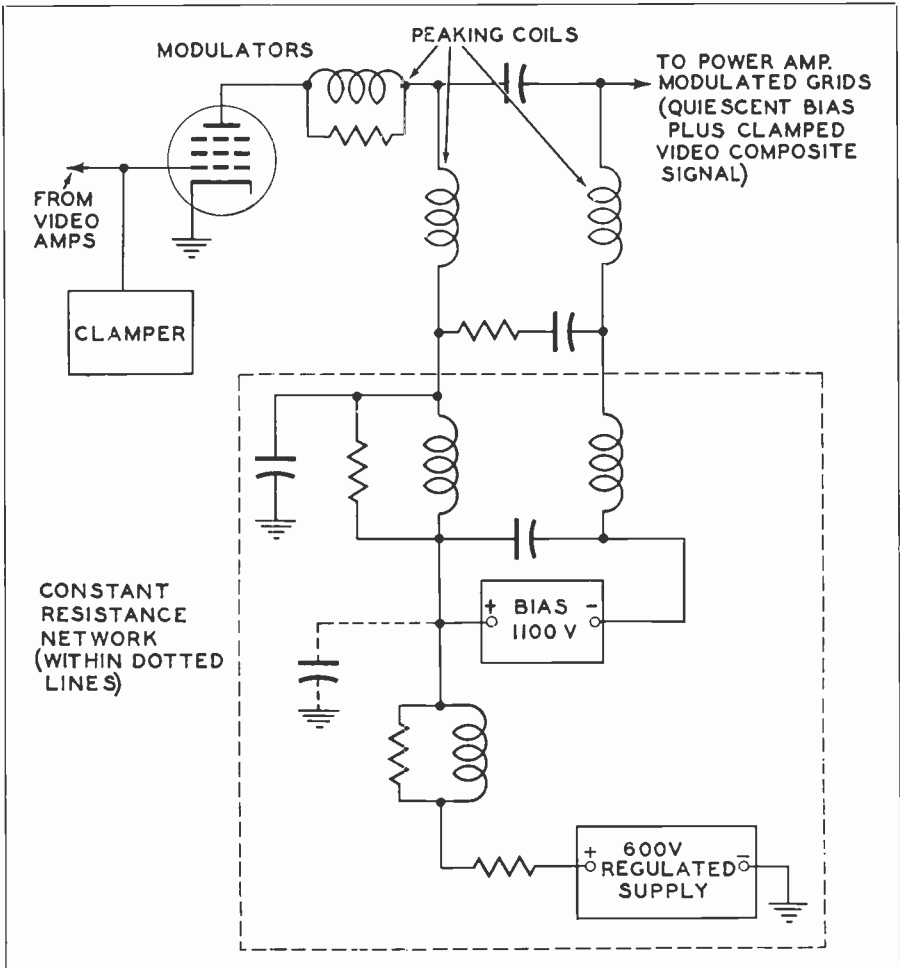 MODULATORS
PEAKING COILS
TO POWER AMP.
MODULATED GRIDS
(QUIESCENT BIAS
PLUS CLAMPED
VIDEO COMPOSITE
SIGNAL)
FROM
VIDEO
AMPS
CLAMPER
CONSTANT
RESISTANCE
NETWORK
(WITHIN DOTTED
LINES)
+ BIAS -
1100 V
+ 600V -
REGULATED
SUPPLY